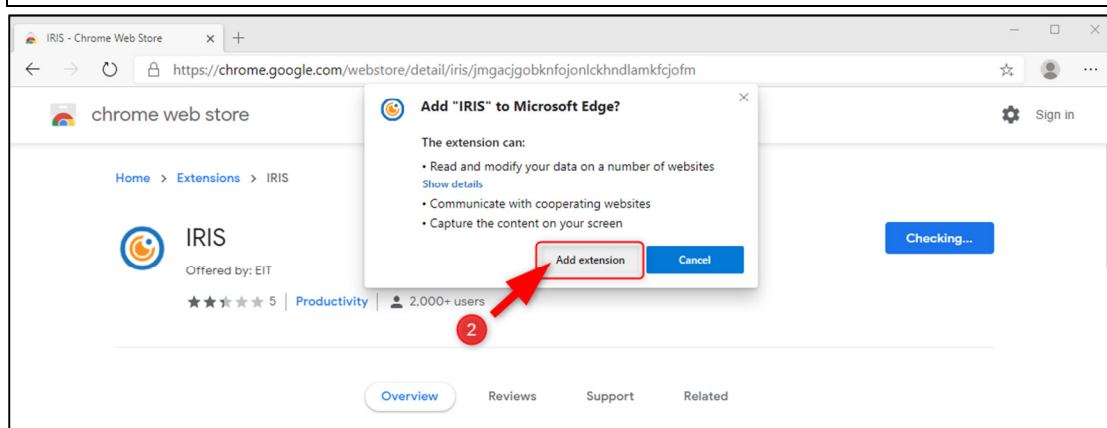 IRIS - Chrome Web Store
https://chrome.google.com/webstore/detail/iris/jmgacjgobknfojonlckhndlamkfcjofm
chrome web store
Sign in
Add "IRIS" to Microsoft Edge?
The extension can:
• Read and modify your data on a number of websites
Show details
• Communicate with cooperating websites
• Capture the content on your screen
Add extension
Cancel
Home > Extensions > IRIS
IRIS
Checking...
Offered by: EIT
5 | Productivity | 2,000+ users
2
Overview Reviews Support Related